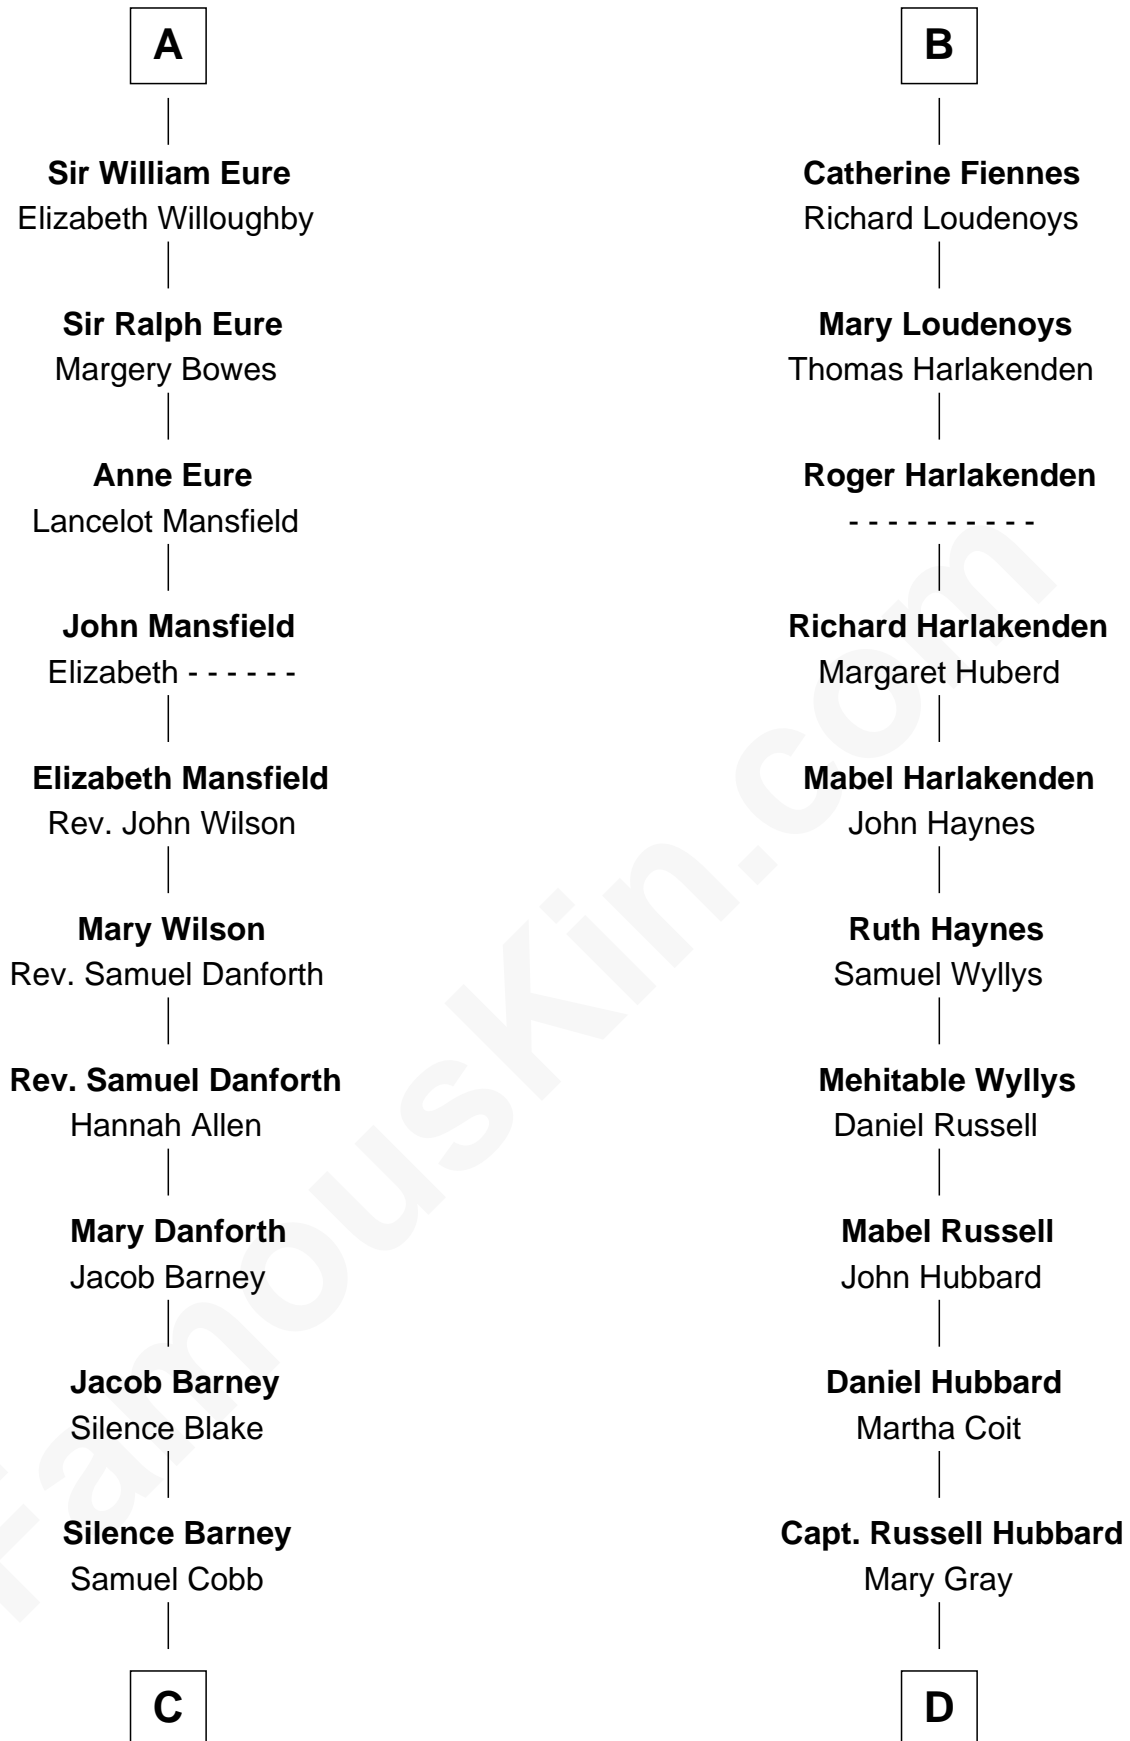 A
Sir William Eure
Elizabeth Willoughby
Sir Ralph Eure
Margery Bowes
Anne Eure
Lancelot Mansfield
John Mansfield
Elizabeth - - - - - -
Elizabeth Mansfield
Rev. John Wilson
Mary Wilson
Rev. Samuel Danforth
Rev. Samuel Danforth
Hannah Allen
Mary Danforth
Jacob Barney
Jacob Barney
Silence Blake
Silence Barney
Samuel Cobb
C
B
Catherine Fiennes
Richard Loudenoys
Mary Loudenoys
Thomas Harlakenden
Roger Harlakenden
- - - - - - - - - -
Richard Harlakenden
Margaret Huberd
Mabel Harlakenden
John Haynes
Ruth Haynes
Samuel Wyllys
Mehitable Wyllys
Daniel Russell
Mabel Russell
John Hubbard
Daniel Hubbard
Martha Coit
Capt. Russell Hubbard
Mary Gray
D
FamousKin.com